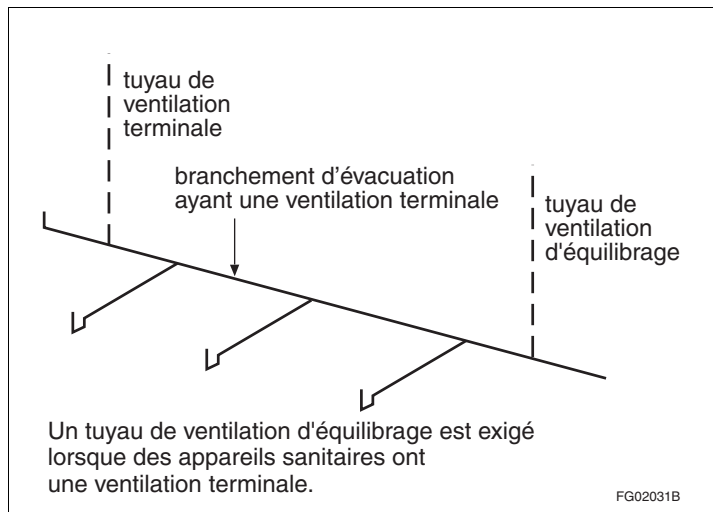 tuyau de
ventilation
terminale
branchement d’évacuation
ayant une ventilation terminale
tuyau de
ventilation
d'équilibrage
Un tuyau de ventilation d'équilibrage est exigé
lorsque des appareils sanitaires ont
une ventilation terminale.
FG02031B